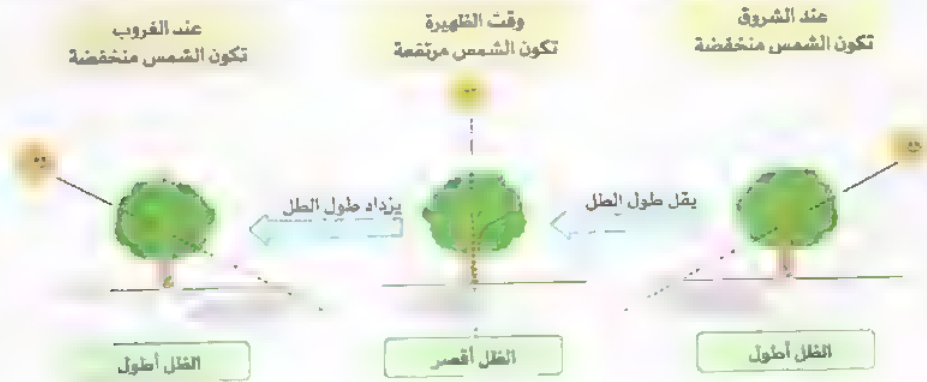 عند الشروق
تكون الشمس منخفضة
وقت الظهيرة
تكون الشمس مرتفعة
عند الغروب
تكون الشمس منخفضة
يقل طول الظل
يزداد طول الظل
الظل أطول
الظل أقصر
الظل أطول